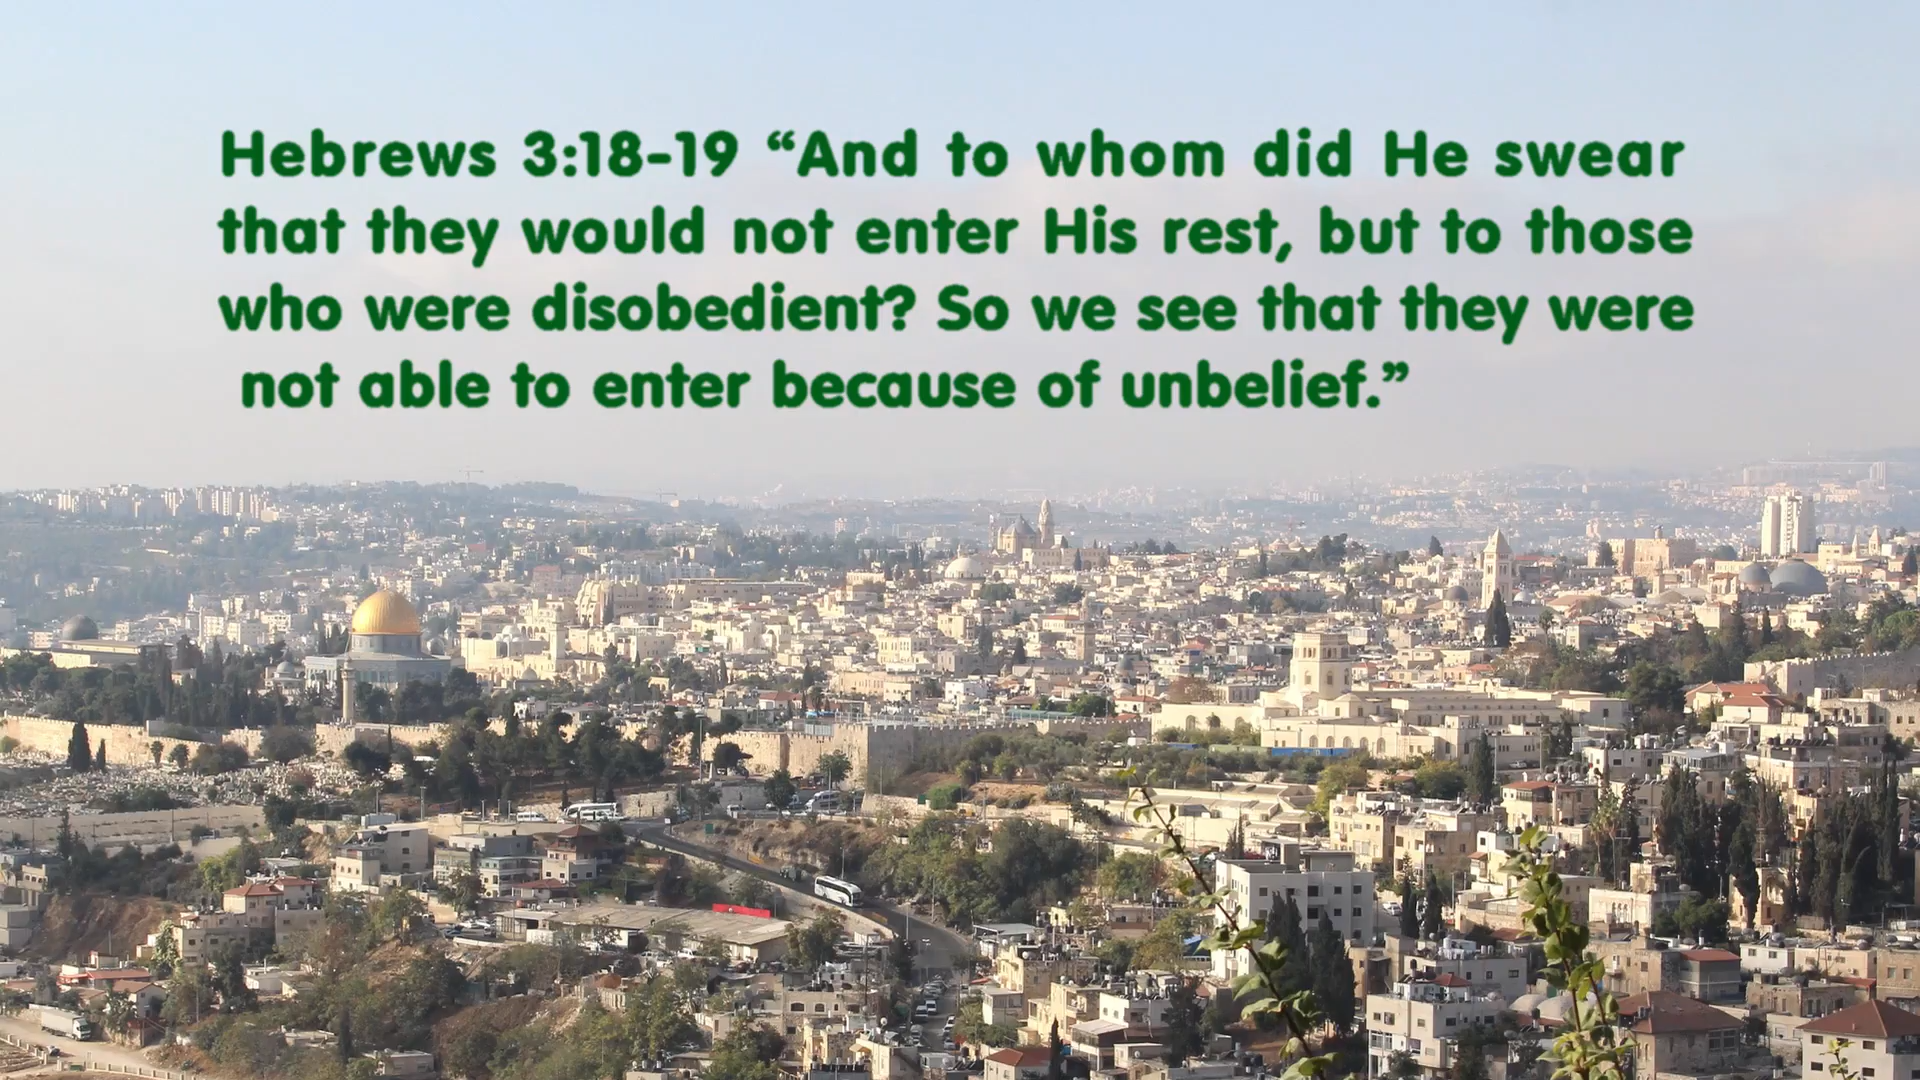 Hebrews 3:18-19 “And to whom did He swear
that they would not enter His rest, but to those
who were disobedient? So we see that they were
not able to enter because of unbelief.”